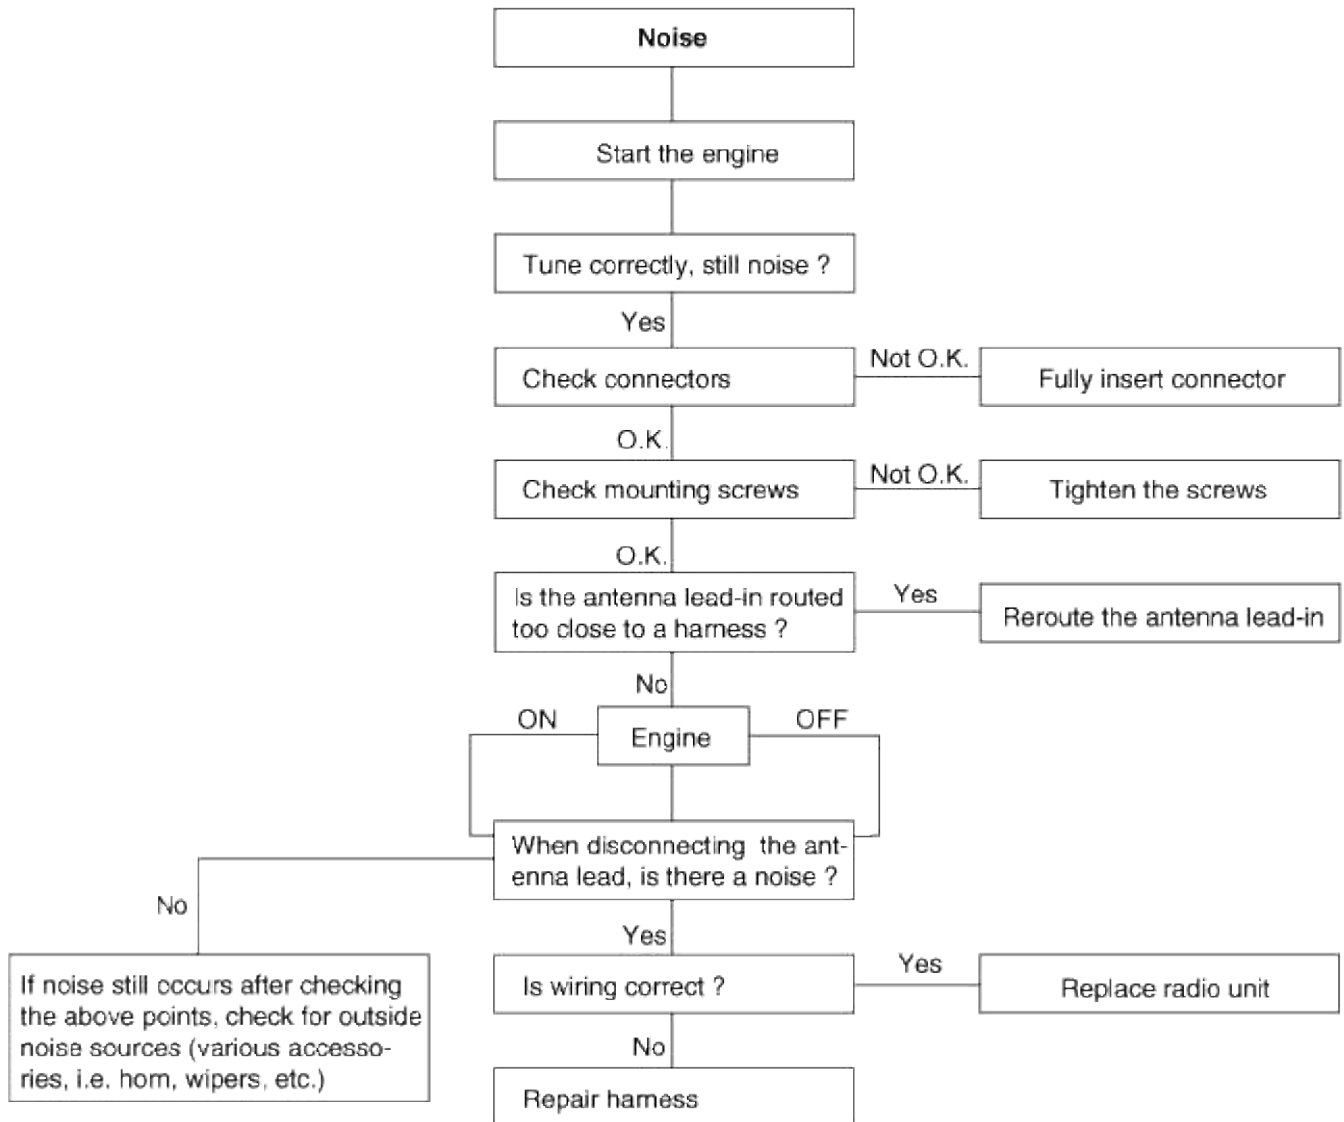 Noise
Start the engine
Tune correctly, still noise ?
Yes
Check connectors
Not O.K.
Fully insert connector
O.K.
Check mounting screws
Not O.K.
Tighten the screws
O.K.
Is the antenna lead-in routed
too close to a harness ?
Yes
Reroute the antenna lead-in
No
ON
Engine
OFF
When disconnecting the ant-
enna lead, is there a noise ?
No
Yes
If noise still occurs after checking
the above points, check for outside
noise sources (various accesso-
ries, i.e. horn, wipers, etc.)
Is wiring correct ?
Yes
Replace radio unit
No
Repair harness